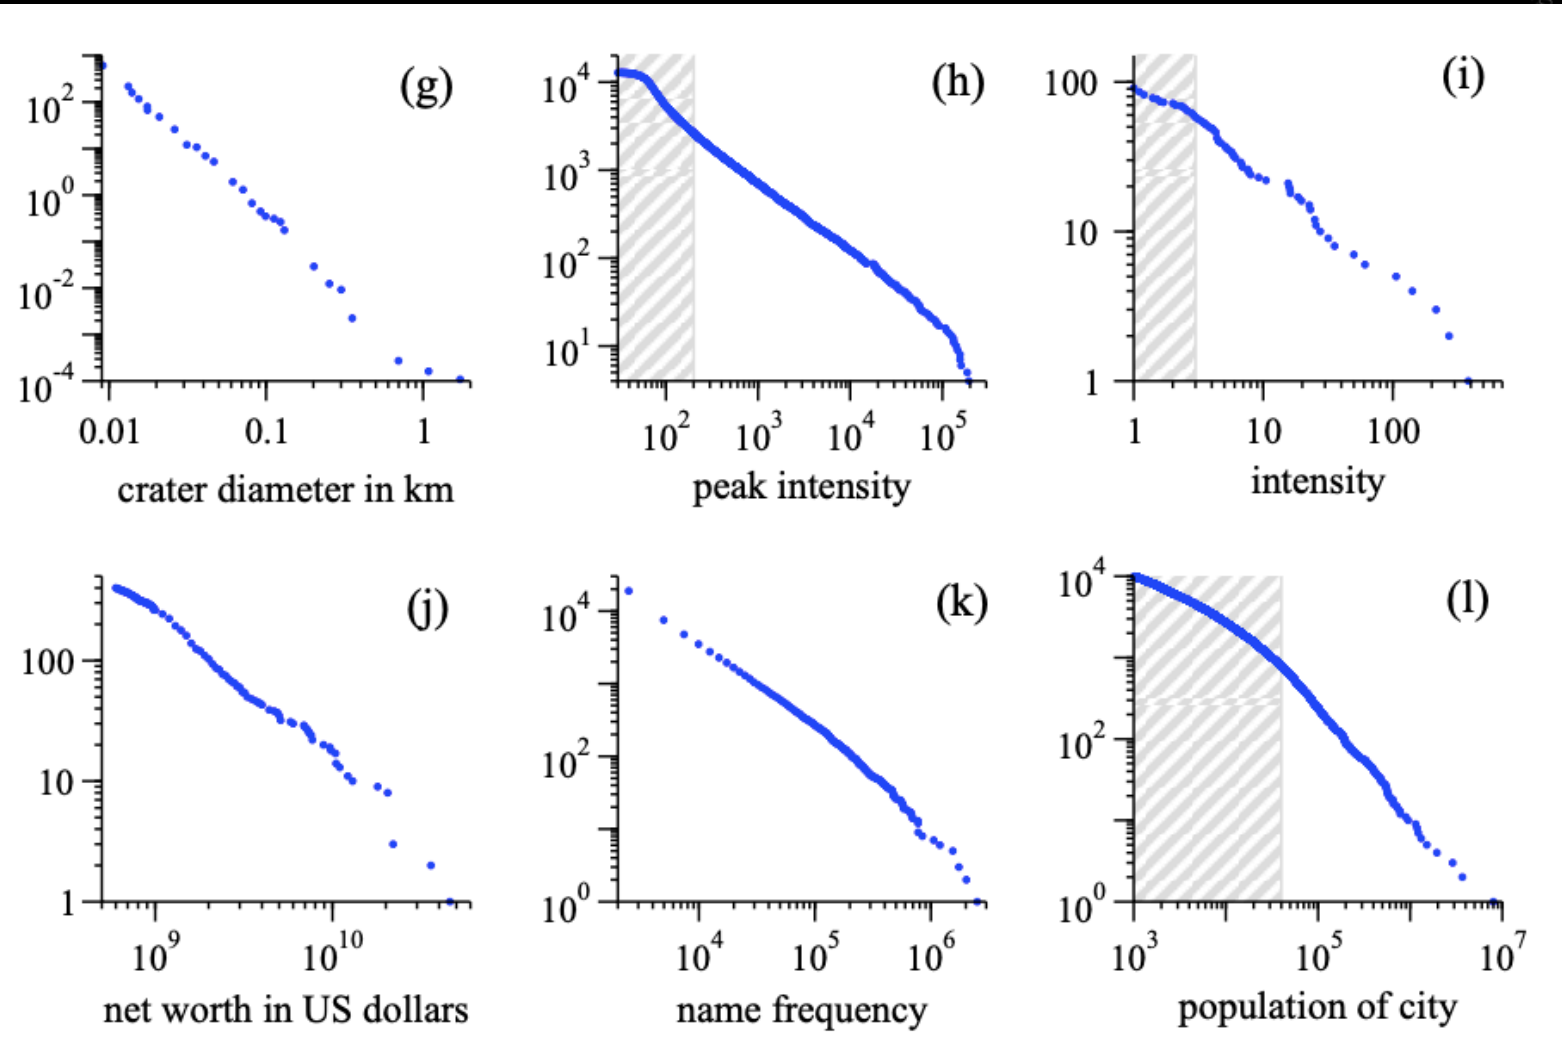 (g)
10^2
10^0
10^-2
10^-4
0.01 0.1 1
crater diameter in km
(h)
10^4
10^3
10^2
10^1
10^2 10^3 10^4 10^5
peak intensity
(i)
100
10
1
1 10 100
intensity
(j)
100
10
1
10^9 10^10
net worth in US dollars
(k)
10^4
10^2
10^0
10^4 10^5 10^6
name frequency
(l)
10^4
10^2
10^0
10^3 10^5 10^7
population of city